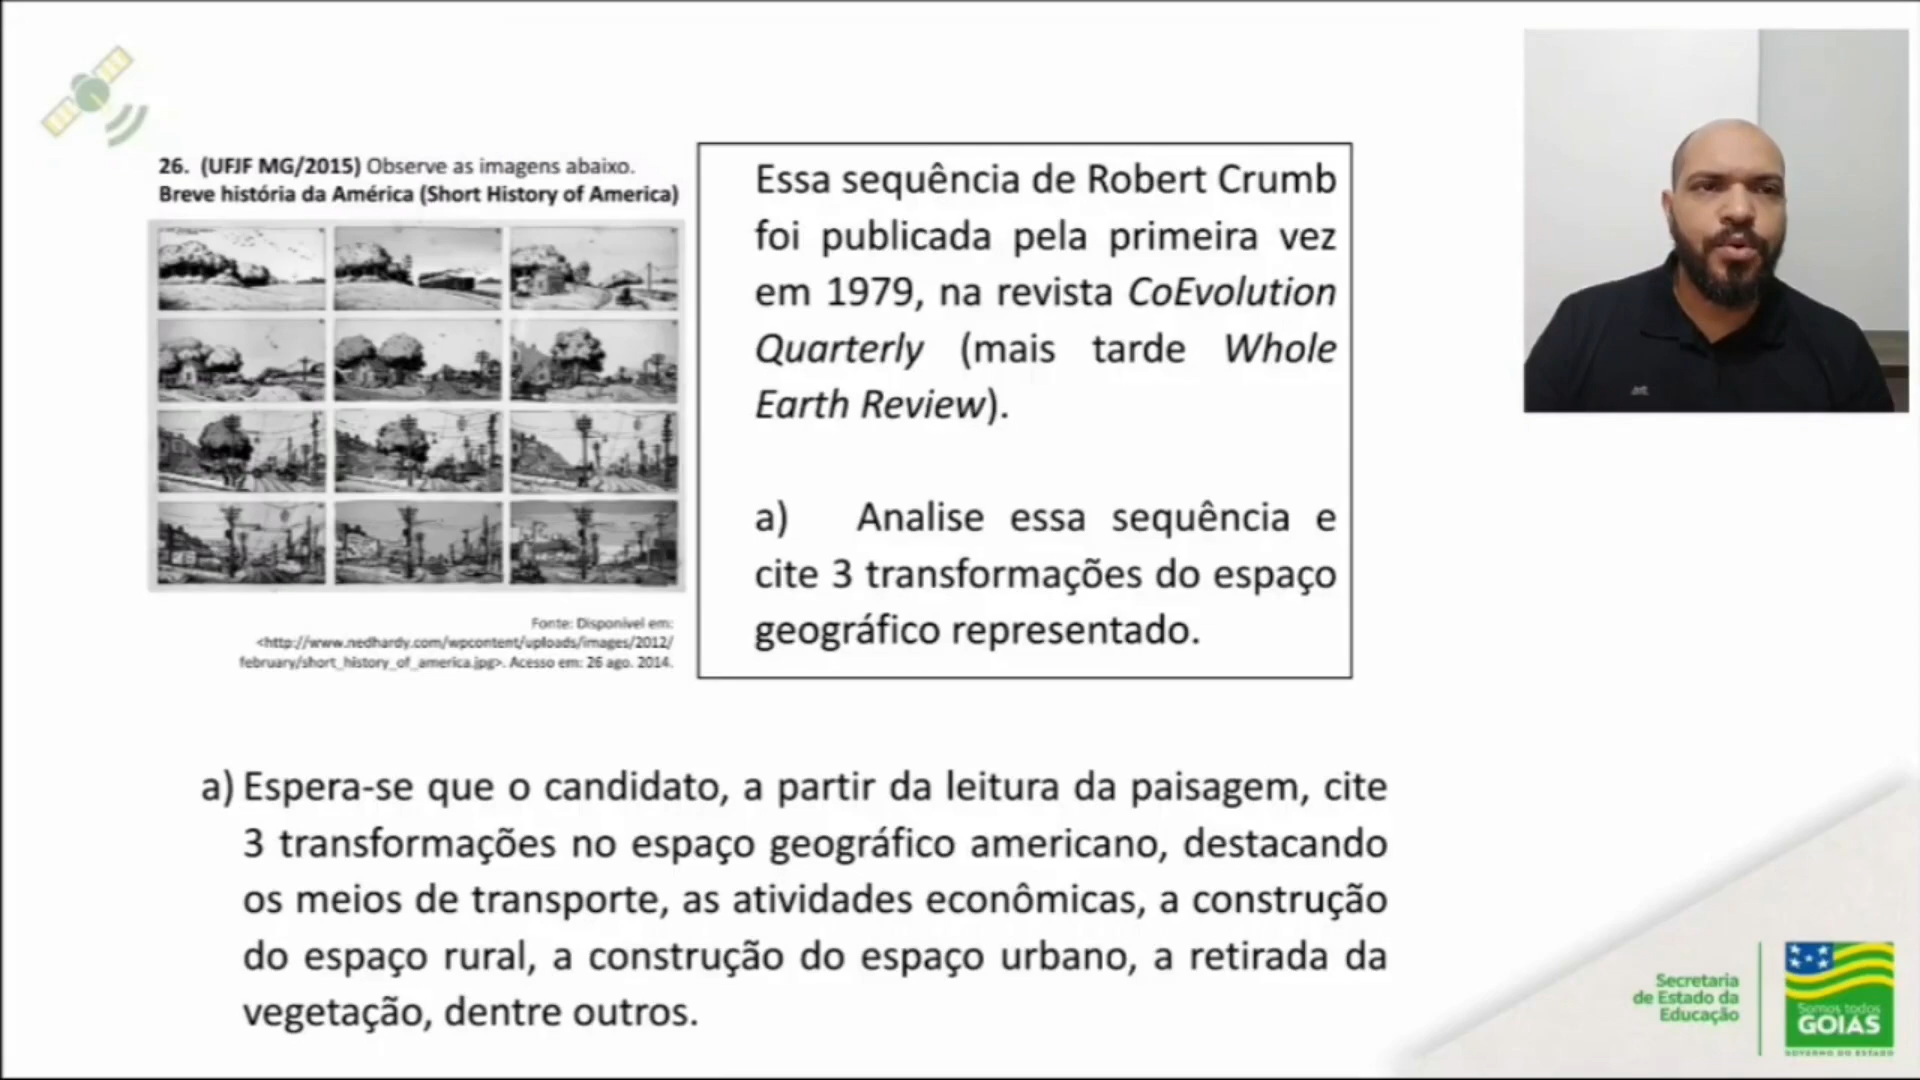 26. (UFJF MG/2015) Observe as imagens abaixo.
Breve história da América (Short History of America)
Fonte: Disponível em:
<http://www.nedhardy.com/wpcontent/uploads/images/2012/
february/short_history_of_america.jpg>. Acesso em: 26 ago. 2014.
Essa sequência de Robert Crumb
foi publicada pela primeira vez
em 1979, na revista CoEvolution
Quarterly (mais tarde Whole
Earth Review).
a) Analise essa sequência e
cite 3 transformações do espaço
geográfico representado.
a) Espera-se que o candidato, a partir da leitura da paisagem, cite
3 transformações no espaço geográfico americano, destacando
os meios de transporte, as atividades econômicas, a construção
do espaço rural, a construção do espaço urbano, a retirada da
vegetação, dentre outros.
Secretaria
de Estado da
Educação
Somos todos
GOIÁS
GOVERNO DO ESTADO